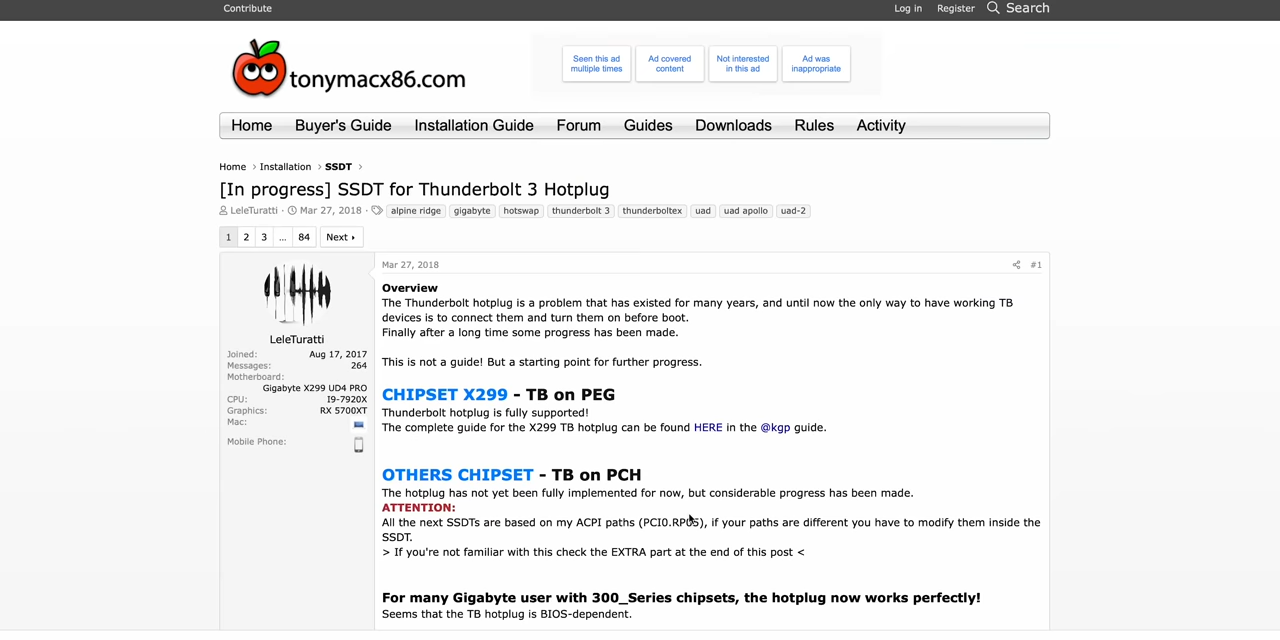 Contribute
Log in Register Search
tonymacx86.com
Seen this ad multiple times
Ad covered content
Not interested in this ad
Ad was inappropriate
Home Buyer's Guide Installation Guide Forum Guides Downloads Rules Activity
Home > Installation > SSDT >
[In progress] SSDT for Thunderbolt 3 Hotplug
LeleTuratti · Mar 27, 2018 · alpine ridge gigabyte hotswap thunderbolt 3 thunderboltex uad uad apollo uad-2
1 2 3 ... 84 Next
Mar 27, 2018 #1
LeleTuratti
Joined: Aug 17, 2017
Messages: 264
Motherboard:
Gigabyte X299 UD4 PRO
CPU: I9-7920X
Graphics: RX 5700XT
Mac:
Mobile Phone:
Overview
The Thunderbolt hotplug is a problem that has existed for many years, and until now the only way to have working TB
devices is to connect them and turn them on before boot.
Finally after a long time some progress has been made.
This is not a guide! But a starting point for further progress.
CHIPSET X299 - TB on PEG
Thunderbolt hotplug is fully supported!
The complete guide for the X299 TB hotplug can be found HERE in the @kgp guide.
OTHERS CHIPSET - TB on PCH
The hotplug has not yet been fully implemented for now, but considerable progress has been made.
ATTENTION:
All the next SSDTs are based on my ACPI paths (PCI0.RP05), if your paths are different you have to modify them inside the
SSDT.
> If you're not familiar with this check the EXTRA part at the end of this post <
For many Gigabyte user with 300_Series chipsets, the hotplug now works perfectly!
Seems that the TB hotplug is BIOS-dependent.